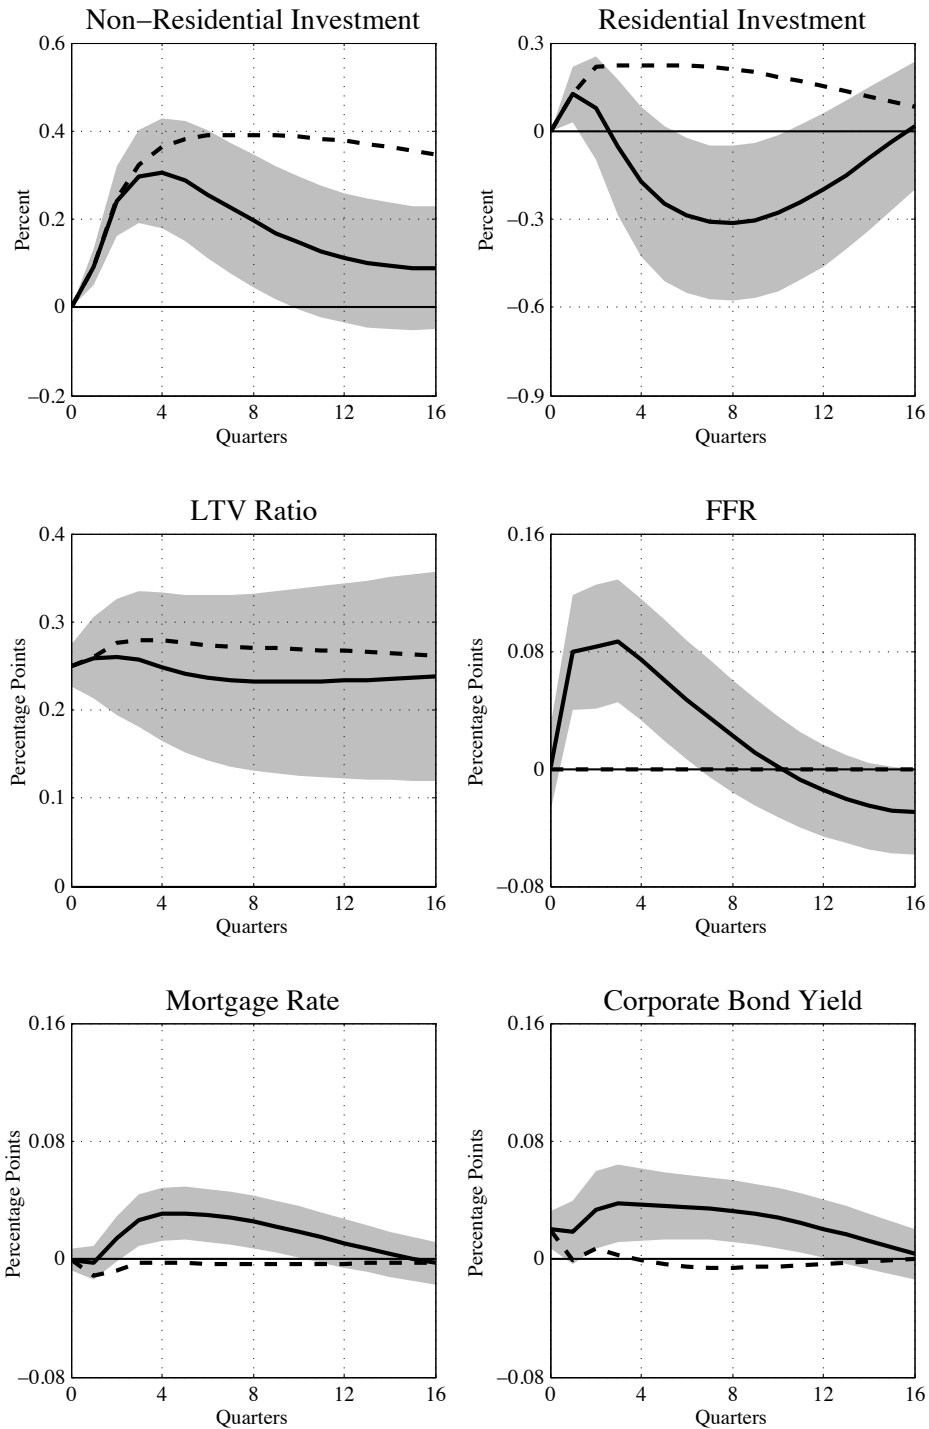 Non−Residential Investment
0.6
0.4
0.2
0
−0.2
Percent
0 4 8 12 16
Quarters
Residential Investment
0.3
0
−0.3
−0.6
−0.9
Percent
0 4 8 12 16
Quarters
LTV Ratio
0.4
0.3
0.2
0.1
0
Percentage Points
0 4 8 12 16
Quarters
FFR
0.16
0.08
0
−0.08
Percentage Points
0 4 8 12 16
Quarters
Mortgage Rate
0.16
0.08
0
−0.08
Percentage Points
0 4 8 12 16
Quarters
Corporate Bond Yield
0.16
0.08
0
−0.08
Percentage Points
0 4 8 12 16
Quarters